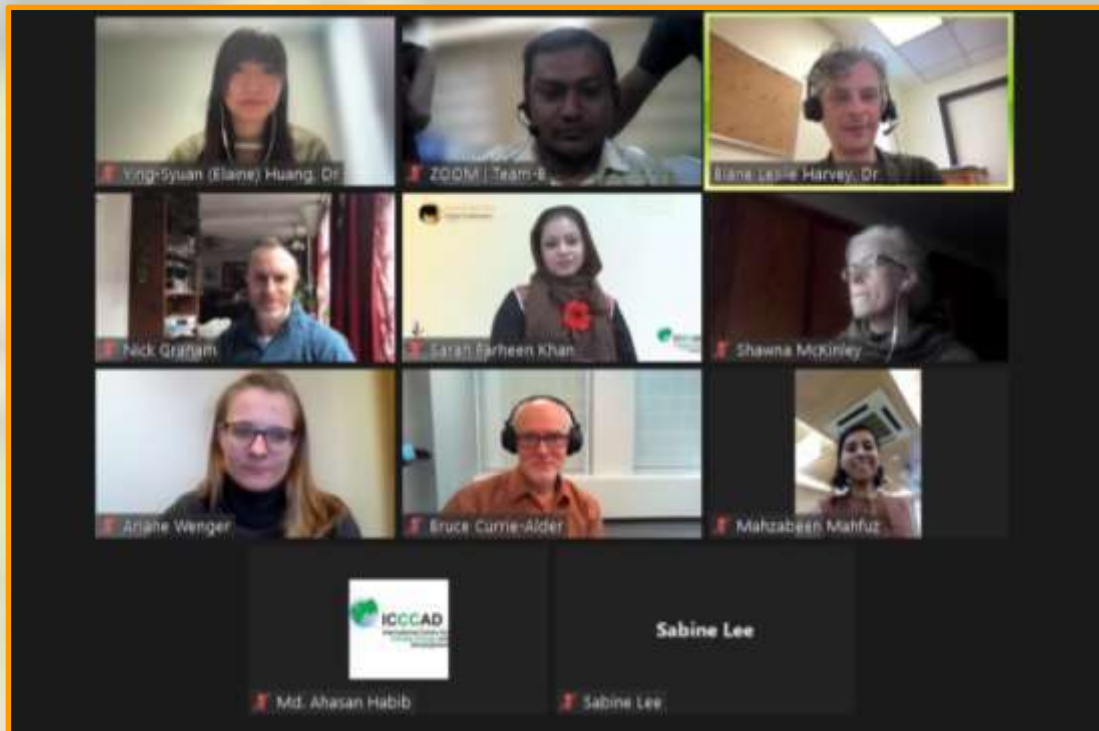 Ying-Syuan (Elaine) Huang, Dr
ZOOM | Team-B
Blane Leslie Harvey, Dr
Nick Graham
Sarah Farheen Khan
Shawna McKinley
Ariane Wenger
Bruce Currie-Alder
Mahzabeen Mahfuz
ICCCAD
Sabine Lee
Md. Ahasan Habib
Sabine Lee